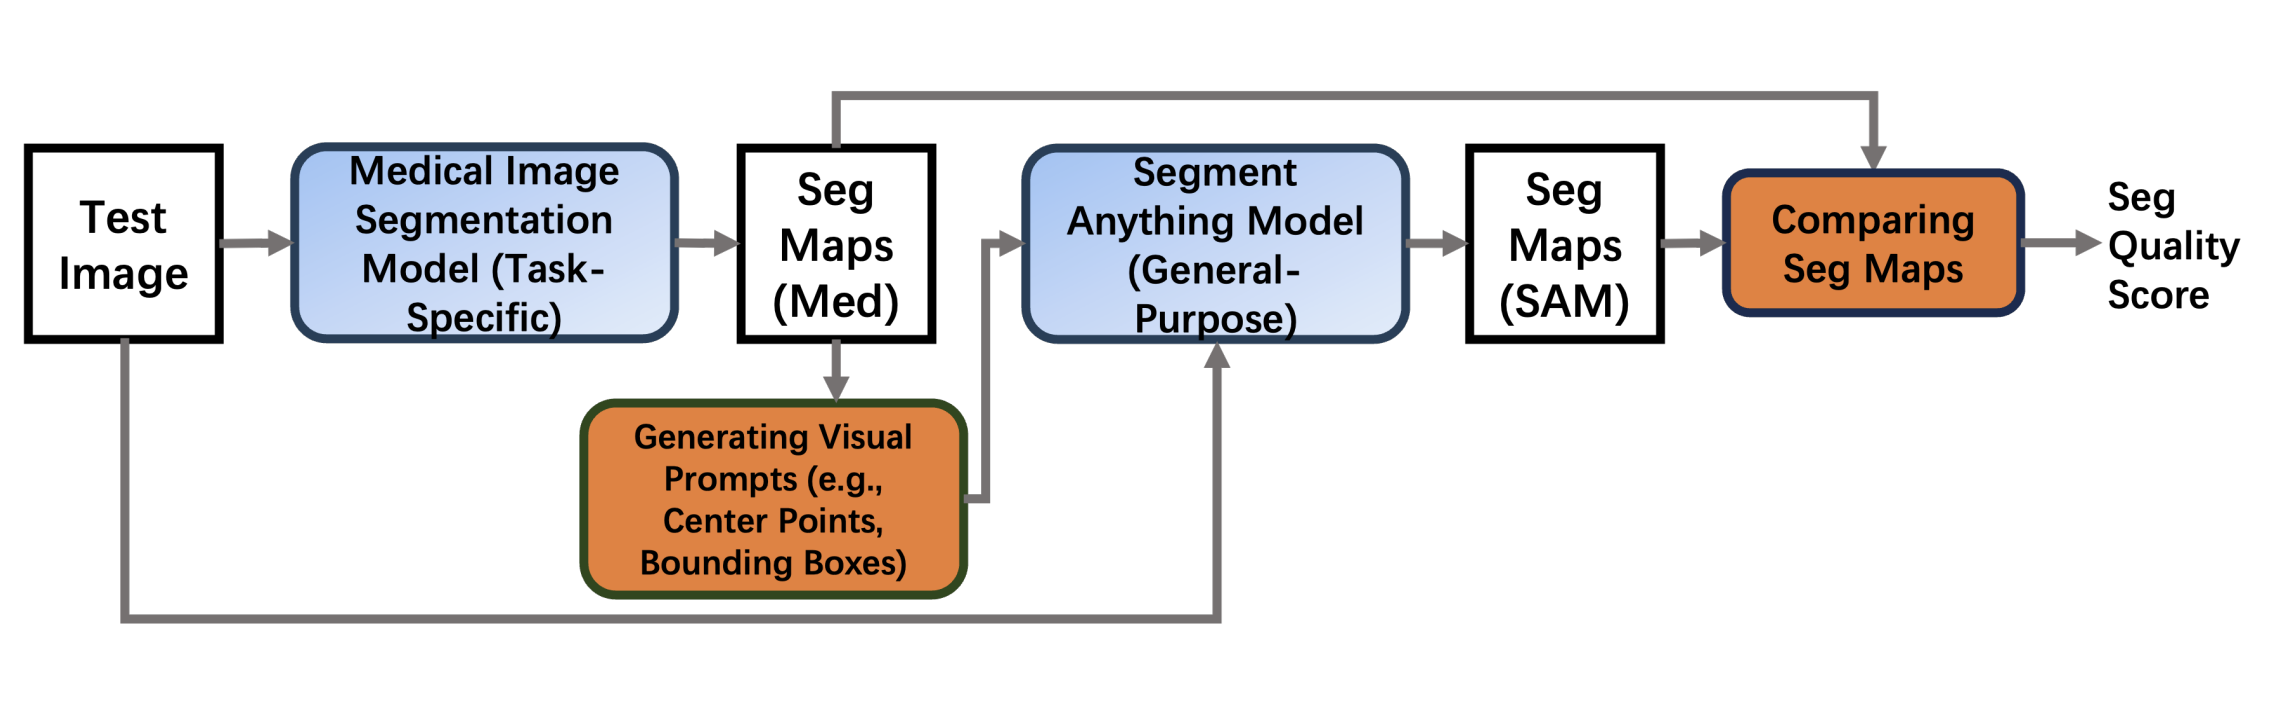 Test
Image
Medical Image
Segmentation
Model (Task-
Specific)
Seg
Maps
(Med)
Generating Visual
Prompts (e.g.,
Center Points,
Bounding Boxes)
Segment
Anything Model
(General-
Purpose)
Seg
Maps
(SAM)
Comparing
Seg Maps
Seg
Quality
Score